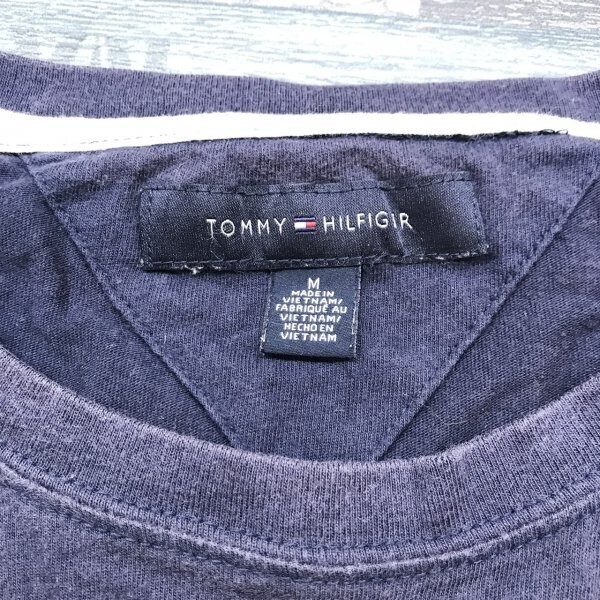 TOMMY HILFIGIR
M
MADE IN
VIETNAM/
FABRIQUÉ AU
VIETNAM/
HECHO EN
VIETNAM